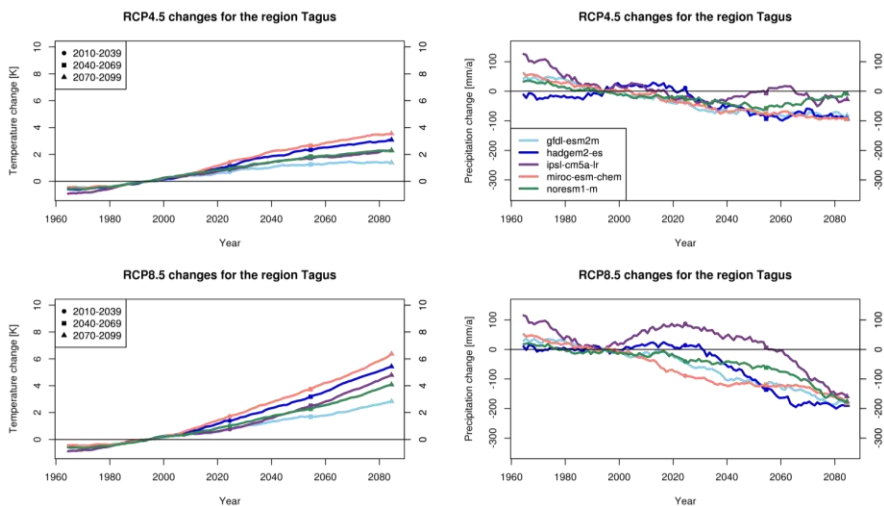 RCP4.5 changes for the region Tagus
Temperature change [K]
10
8
6
4
2
0
2010-2039
2040-2069
2070-2099
10
8
6
4
2
0
1960 1980 2000 2020 2040 2060 2080
Year
RCP4.5 changes for the region Tagus
Precipitation change [mm/a]
100
0
-100
-200
-300
gfdl-esm2m
hadgem2-es
ipsl-cm5a-lr
miroc-esm-chem
noresm1-m
100
0
-100
-200
-300
1960 1980 2000 2020 2040 2060 2080
Year
RCP8.5 changes for the region Tagus
Temperature change [K]
10
8
6
4
2
0
2010-2039
2040-2069
2070-2099
10
8
6
4
2
0
1960 1980 2000 2020 2040 2060 2080
Year
RCP8.5 changes for the region Tagus
Precipitation change [mm/a]
100
0
-100
-200
-300
100
0
-100
-200
-300
1960 1980 2000 2020 2040 2060 2080
Year